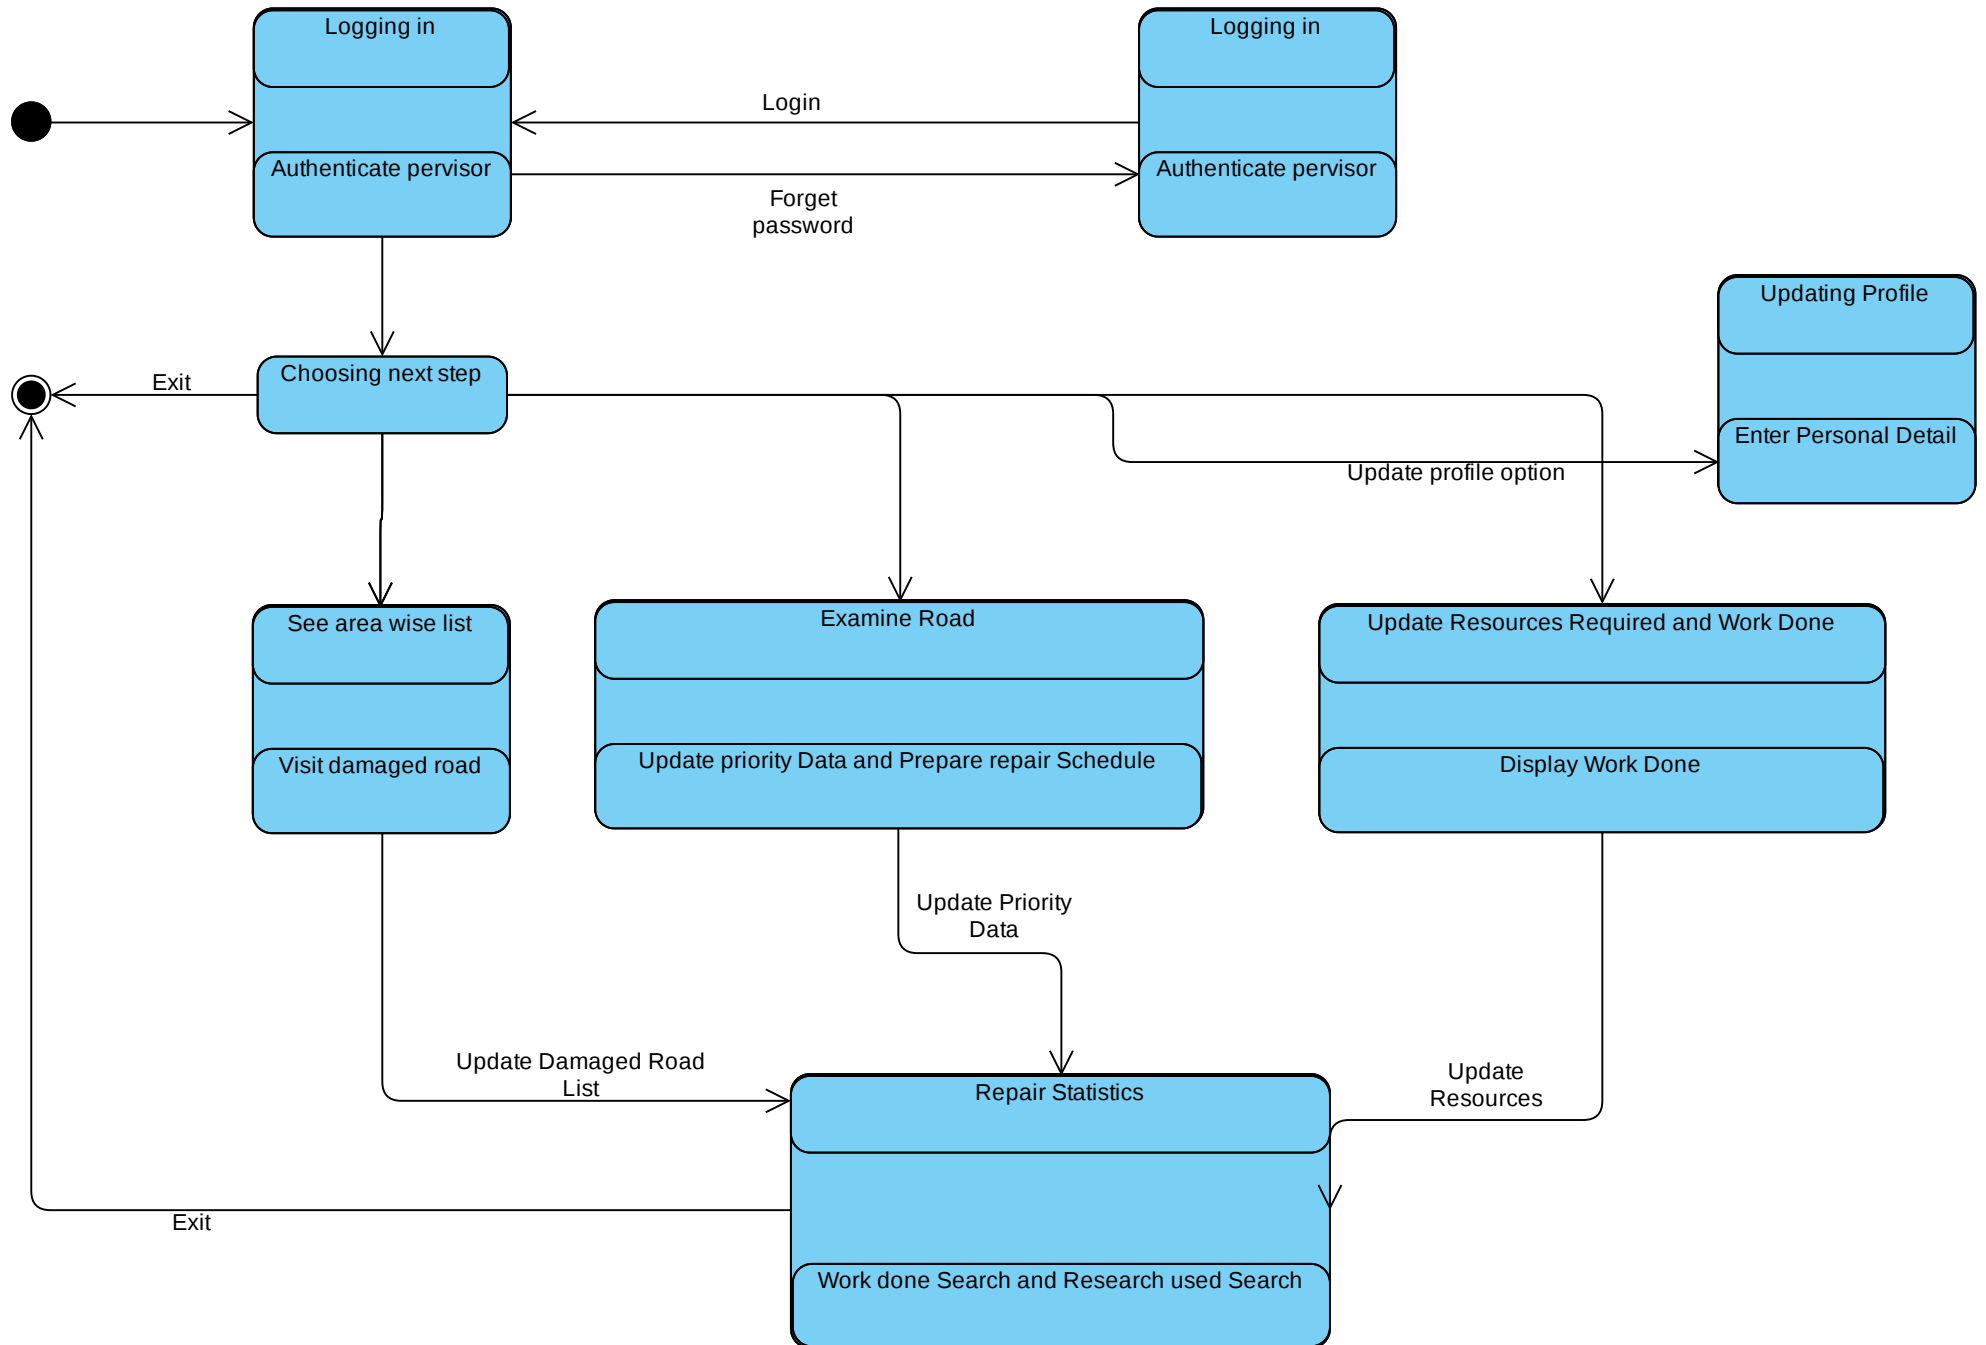 Logging in
Logging in
Login
Authenticate pervisor
Authenticate pervisor
Forget
password
Updating Profile
Choosing next step
Exit
Enter Personal Detail
Update profile option
See area wise list
Examine Road
Update Resources Required and Work Done
Visit damaged road
Update priority Data and Prepare repair Schedule
Display Work Done
Update Priority
Data
Update Damaged Road
List
Update
Resources
Repair Statistics
Exit
Work done Search and Research used Search